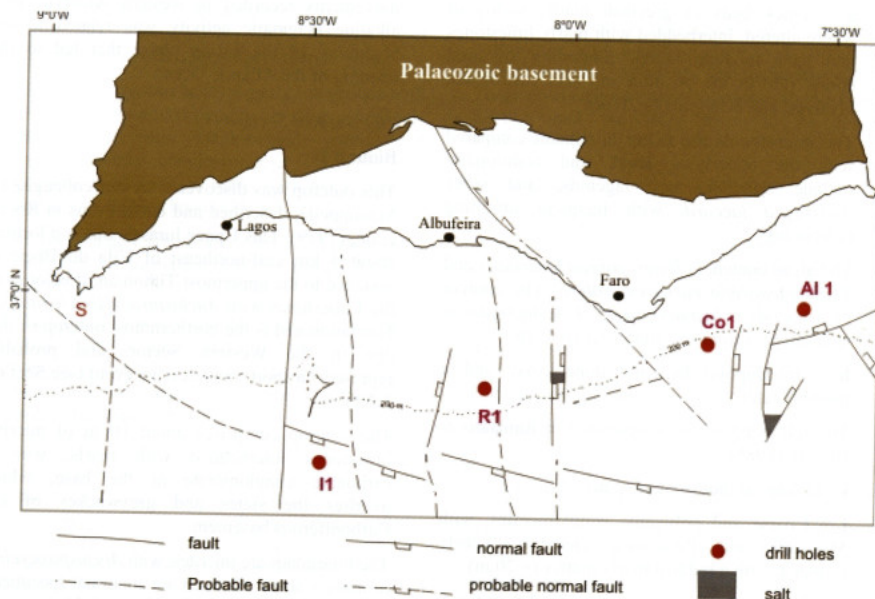 9°0'W
8°30'W
8°0'W
7°30'W
Palaeozoic basement
Lagos
Albufeira
Faro
37°0' N
S
Al 1
Co1
200 m
200 m
R1
I1
fault
normal fault
drill holes
Probable fault
probable normal fault
salt